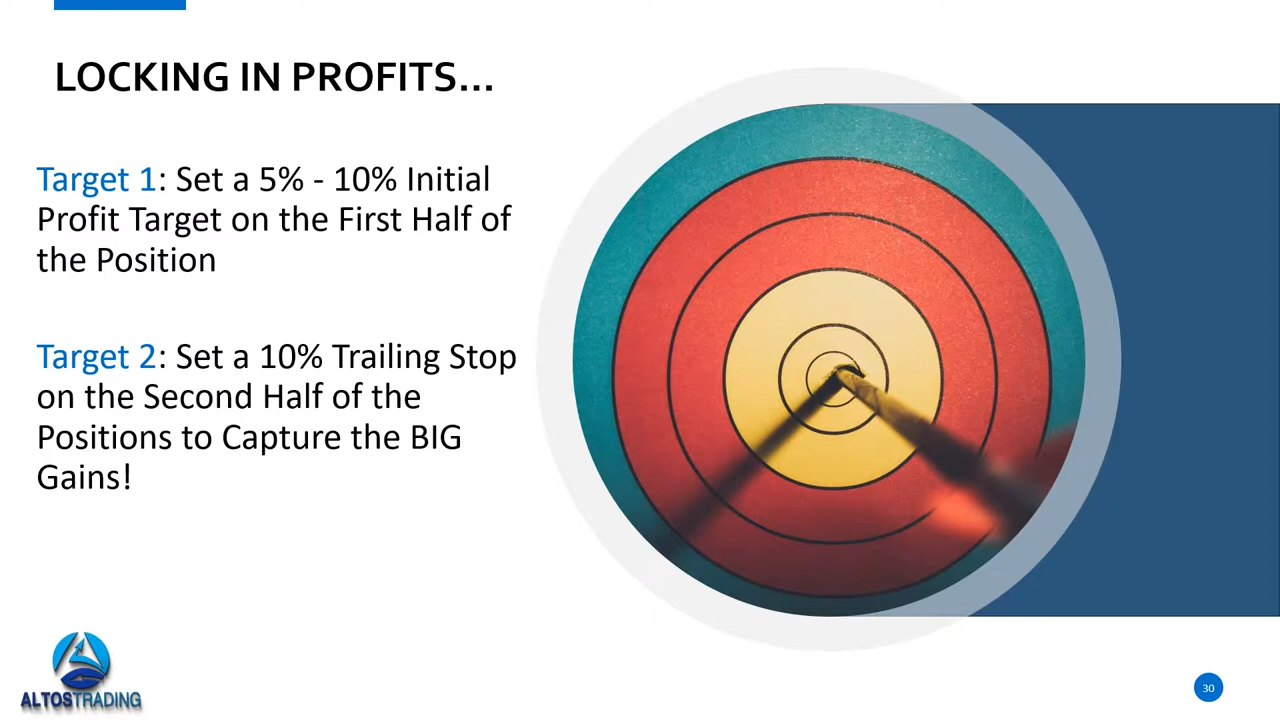 LOCKING IN PROFITS...
Target 1: Set a 5% - 10% Initial
Profit Target on the First Half of
the Position
Target 2: Set a 10% Trailing Stop
on the Second Half of the
Positions to Capture the BIG
Gains!
ALTOSTRADING
30